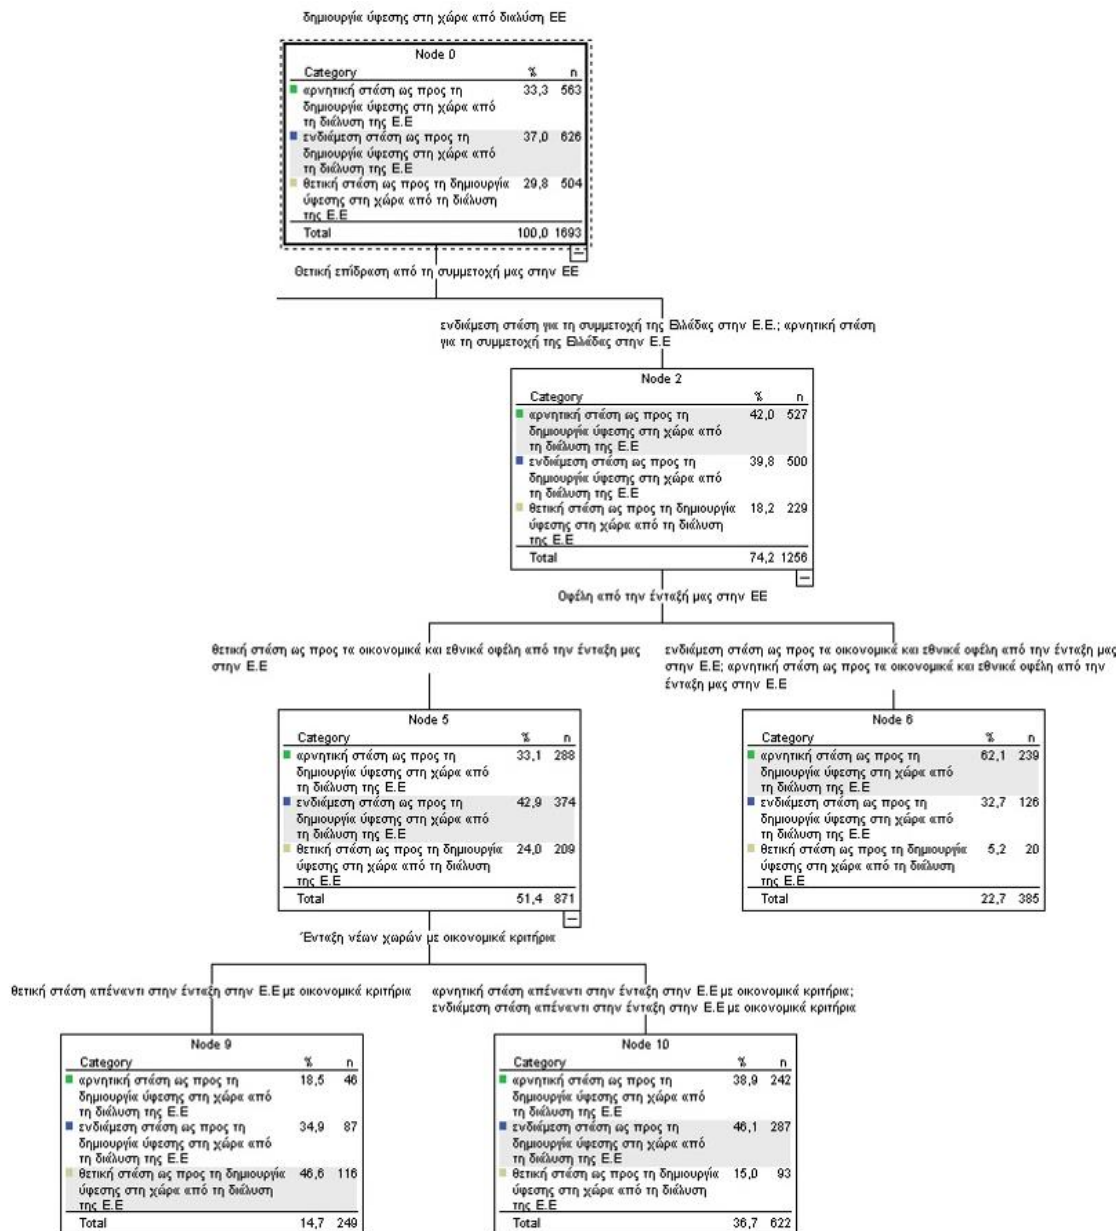 δημιουργία ύφεσης στη χώρα από διαλύση ΕΕ
Node 0
Category % n
αρνητική στάση ως προς τη 33,3 563
δημιουργία ύφεσης στη χώρα από
τη διάλυση της Ε.Ε
ενδιάμεση στάση ως προς τη 37,0 626
δημιουργία ύφεσης στη χώρα από
τη διάλυση της Ε.Ε
θετική στάση ως προς τη δημιουργία 29,8 504
ύφεσης στη χώρα από τη διάλυση
της Ε.Ε
Total 100,0 1693
Θετική επίδραση από τη συμμετοχή μας στην ΕΕ
ενδιάμεση στάση για τη συμμετοχή της Ελλάδας στην Ε.Ε.; αρνητική στάση
για τη συμμετοχή της Ελλάδας στην Ε.Ε
Node 2
Category % n
αρνητική στάση ως προς τη 42,0 527
δημιουργία ύφεσης στη χώρα από
τη διάλυση της Ε.Ε
ενδιάμεση στάση ως προς τη 39,8 500
δημιουργία ύφεσης στη χώρα από
τη διάλυση της Ε.Ε
θετική στάση ως προς τη δημιουργία 18,2 229
ύφεσης στη χώρα από τη διάλυση
της Ε.Ε
Total 74,2 1256
Οφέλη από την ένταξή μας στην ΕΕ
θετική στάση ως προς τα οικονομικά και εθνικά οφέλη από την ένταξη μας
στην Ε.Ε
ενδιάμεση στάση ως προς τα οικονομικά και εθνικά οφέλη από την ένταξη μας
στην Ε.Ε; αρνητική στάση ως προς τα οικονομικά και εθνικά οφέλη από την
ένταξη μας στην Ε.Ε
Node 5
Category % n
αρνητική στάση ως προς τη 33,1 288
δημιουργία ύφεσης στη χώρα από
τη διάλυση της Ε.Ε
ενδιάμεση στάση ως προς τη 42,9 374
δημιουργία ύφεσης στη χώρα από
τη διάλυση της Ε.Ε
θετική στάση ως προς τη δημιουργία 24,0 209
ύφεσης στη χώρα από τη διάλυση
της Ε.Ε
Total 51,4 871
Node 6
Category % n
αρνητική στάση ως προς τη 62,1 239
δημιουργία ύφεσης στη χώρα από
τη διάλυση της Ε.Ε
ενδιάμεση στάση ως προς τη 32,7 126
δημιουργία ύφεσης στη χώρα από
τη διάλυση της Ε.Ε
θετική στάση ως προς τη δημιουργία 5,2 20
ύφεσης στη χώρα από τη διάλυση
της Ε.Ε
Total 22,7 385
Ένταξη νέων χωρών με οικονομικά κριτήρια
θετική στάση απέναντι στην ένταξη στην Ε.Ε με οικονομικά κριτήρια
αρνητική στάση απέναντι στην ένταξη στην Ε.Ε με οικονομικά κριτήρια;
ενδιάμεση στάση απέναντι στην ένταξη στην Ε.Ε με οικονομικά κριτήρια
Node 9
Category % n
αρνητική στάση ως προς τη 18,5 46
δημιουργία ύφεσης στη χώρα από
τη διάλυση της Ε.Ε
ενδιάμεση στάση ως προς τη 34,9 87
δημιουργία ύφεσης στη χώρα από
τη διάλυση της Ε.Ε
θετική στάση ως προς τη δημιουργία 46,6 116
ύφεσης στη χώρα από τη διάλυση
της Ε.Ε
Total 14,7 249
Node 10
Category % n
αρνητική στάση ως προς τη 38,9 242
δημιουργία ύφεσης στη χώρα από
τη διάλυση της Ε.Ε
ενδιάμεση στάση ως προς τη 46,1 287
δημιουργία ύφεσης στη χώρα από
τη διάλυση της Ε.Ε
θετική στάση ως προς τη δημιουργία 15,0 93
ύφεσης στη χώρα από τη διάλυση
της Ε.Ε
Total 36,7 622